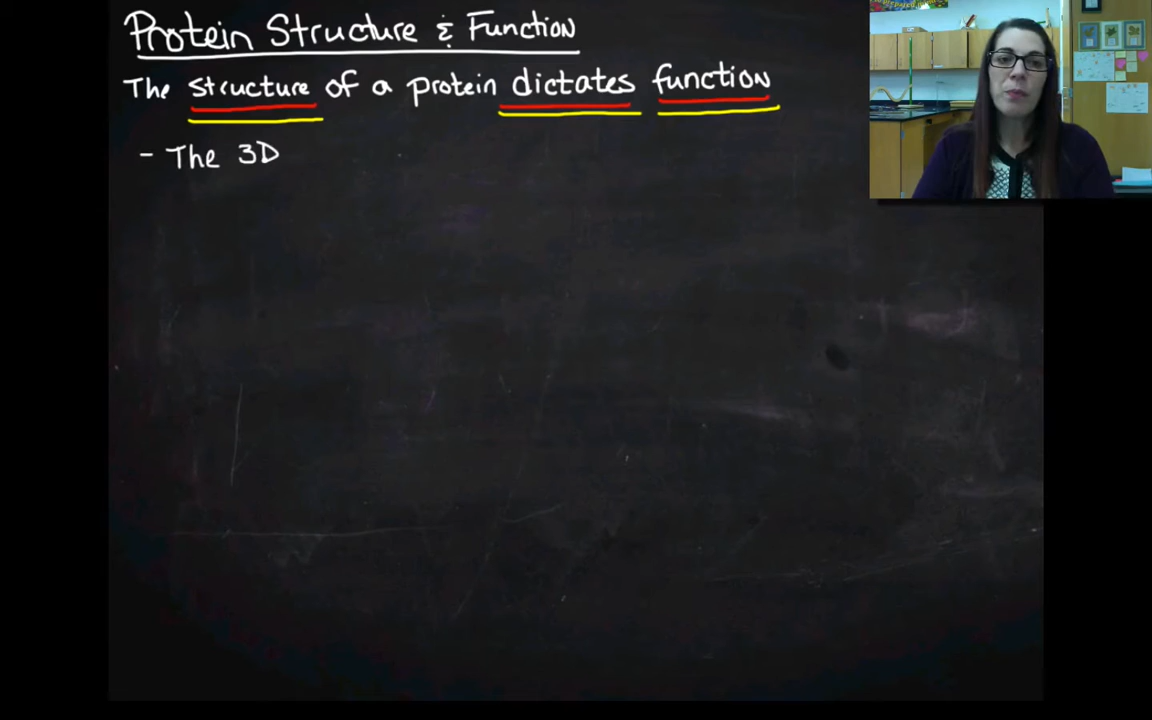 Protein Structure & Function
The structure of a protein dictates function
- The 3D